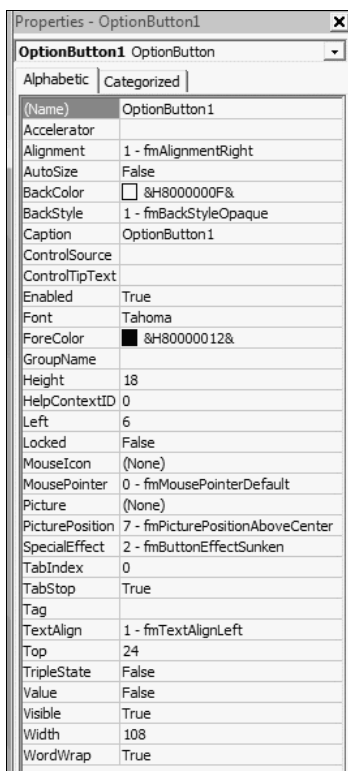 Properties - OptionButton1
OptionButton1 OptionButton
Alphabetic Categorized
(Name) OptionButton1
Accelerator
Alignment 1 - fmAlignmentRight
AutoSize False
BackColor &H8000000F&
BackStyle 1 - fmBackStyleOpaque
Caption OptionButton1
ControlSource
ControlTipText
Enabled True
Font Tahoma
ForeColor &H80000012&
GroupName
Height 18
HelpContextID 0
Left 6
Locked False
MouseIcon (None)
MousePointer 0 - fmMousePointerDefault
Picture (None)
PicturePosition 7 - fmPicturePositionAboveCenter
SpecialEffect 2 - fmButtonEffectSunken
TabIndex 0
TabStop True
Tag
TextAlign 1 - fmTextAlignLeft
Top 24
TripleState False
Value False
Visible True
Width 108
WordWrap True